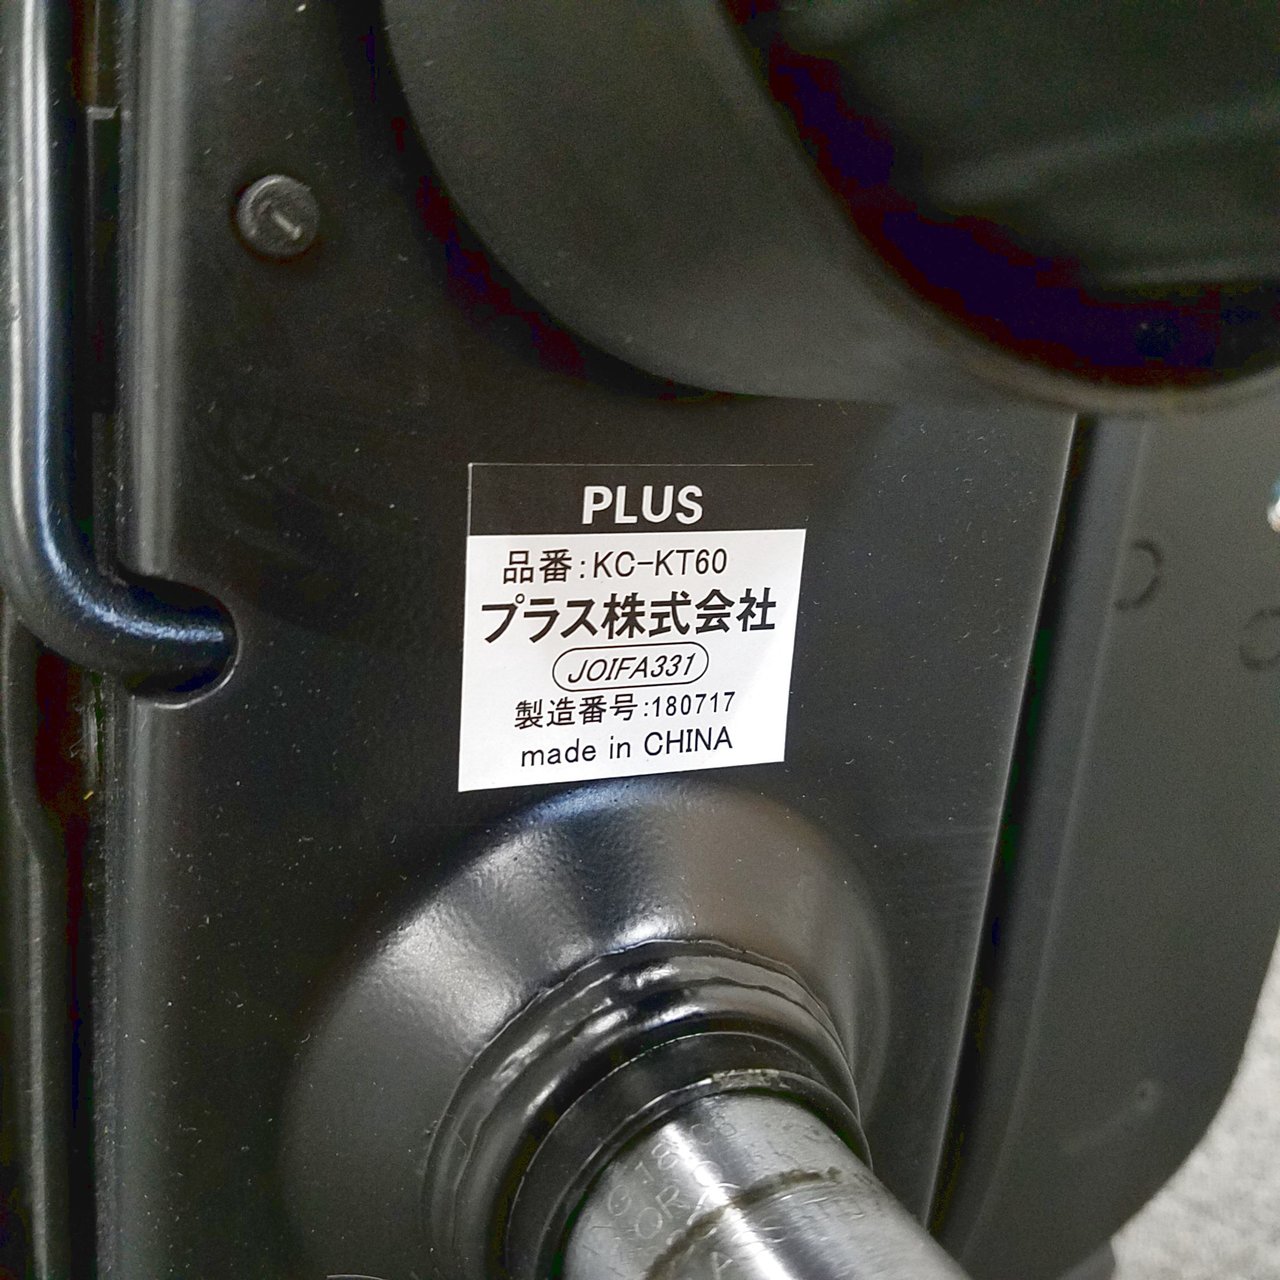 PLUS
品番:KC-KT60
プラス株式会社
JOIFA331
製造番号:180717
made in CHINA